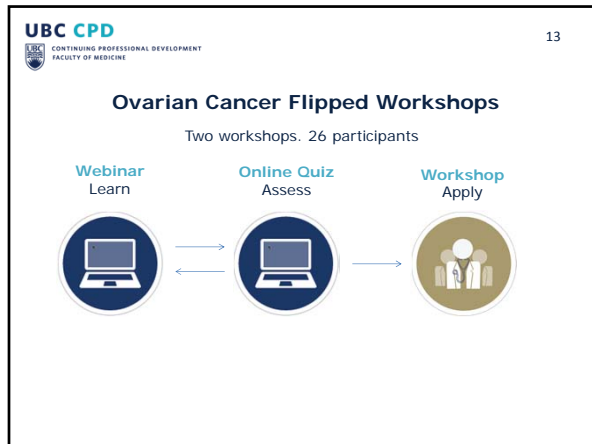 UBC CPD
UBC
CONTINUING PROFESSIONAL DEVELOPMENT
FACULTY OF MEDICINE
13
Ovarian Cancer Flipped Workshops
Two workshops. 26 participants
Webinar
Learn
Online Quiz
Assess
Workshop
Apply